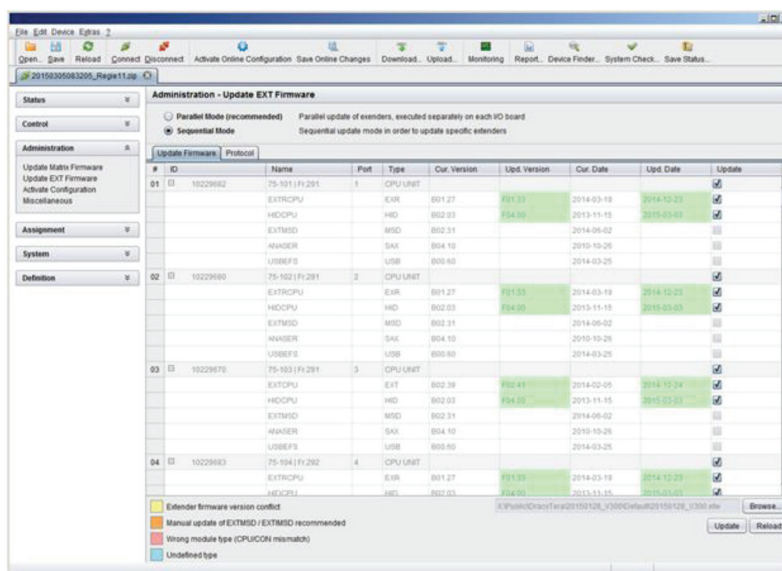 File Edit Device Extras ?
Open... Save Reload Connect Disconnect Activate Online Configuration Save Online Changes Download... Upload... Monitoring Report... Device Finder... System Check... Save Status...
20150305083205_Regie11.zip
Status
Control
Administration
Update Matrix Firmware
Update EXT Firmware
Activate Configuration
Miscellaneous
Assignment
System
Definition
Administration - Update EXT Firmware
Parallel Mode (recommended) Parallel update of exenders, executed separately on each I/O board
Sequential Mode Sequential update mode in order to update specific extenders
Update Firmware Protocol
# ID Name Port Type Cur. Version Upd. Version Cur. Date Upd. Date Update
01 10229682 75-101 | Fr.291 1 CPU UNIT
EXTRCPU EXR B01.27 F01.33 2014-03-19 2014-12-23
HIDCPU HID B02.03 F04.00 2013-11-15 2015-03-03
EXTMSD MSD B02.31 2014-06-02
ANASER SAX B04.10 2010-10-26
USBEFS USB B00.60 2014-03-25
02 10229680 75-102 | Fr.291 2 CPU UNIT
EXTRCPU EXR B01.27 F01.33 2014-03-19 2014-12-23
HIDCPU HID B02.03 F04.00 2013-11-15 2015-03-03
EXTMSD MSD B02.31 2014-06-02
ANASER SAX B04.10 2010-10-26
USBEFS USB B00.60 2014-03-25
03 10229670 75-103 | Fr.291 3 CPU UNIT
EXTCPU EXT B02.39 F02.41 2014-02-05 2014-10-24
HIDCPU HID B02.03 F04.00 2013-11-15 2015-03-03
EXTMSD MSD B02.31 2014-06-02
ANASER SAX B04.10 2010-10-26
USBEFS USB B00.60 2014-03-25
04 10229683 75-104 | Fr.292 4 CPU UNIT
EXTRCPU EXR B01.27 F01.33 2014-03-19 2014-12-23
HIDCPU HID B02.03 F04.00 2013-11-15 2015-03-03
Extender firmware version conflict
Browse...
Manual update of EXTMSD / EXTIMSD recommended
Update Reload
Wrong module type (CPU/CON mismatch)
Undefined type